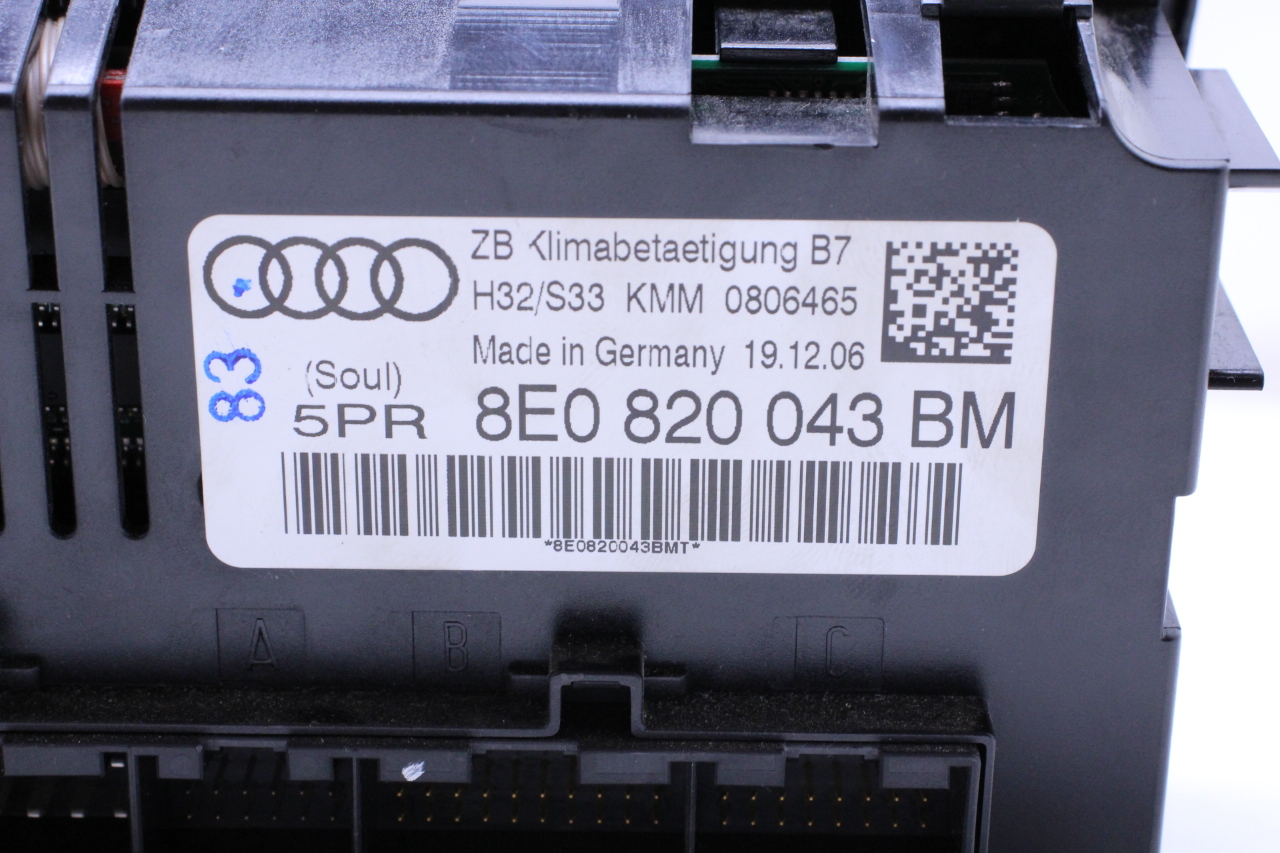 ZB Klimabetaetigung B7
H32/S33 KMM 0806465
Made in Germany 19.12.06
83
(Soul)
5PR 8E0 820 043 BM
*8E0820043BMT*
A B C